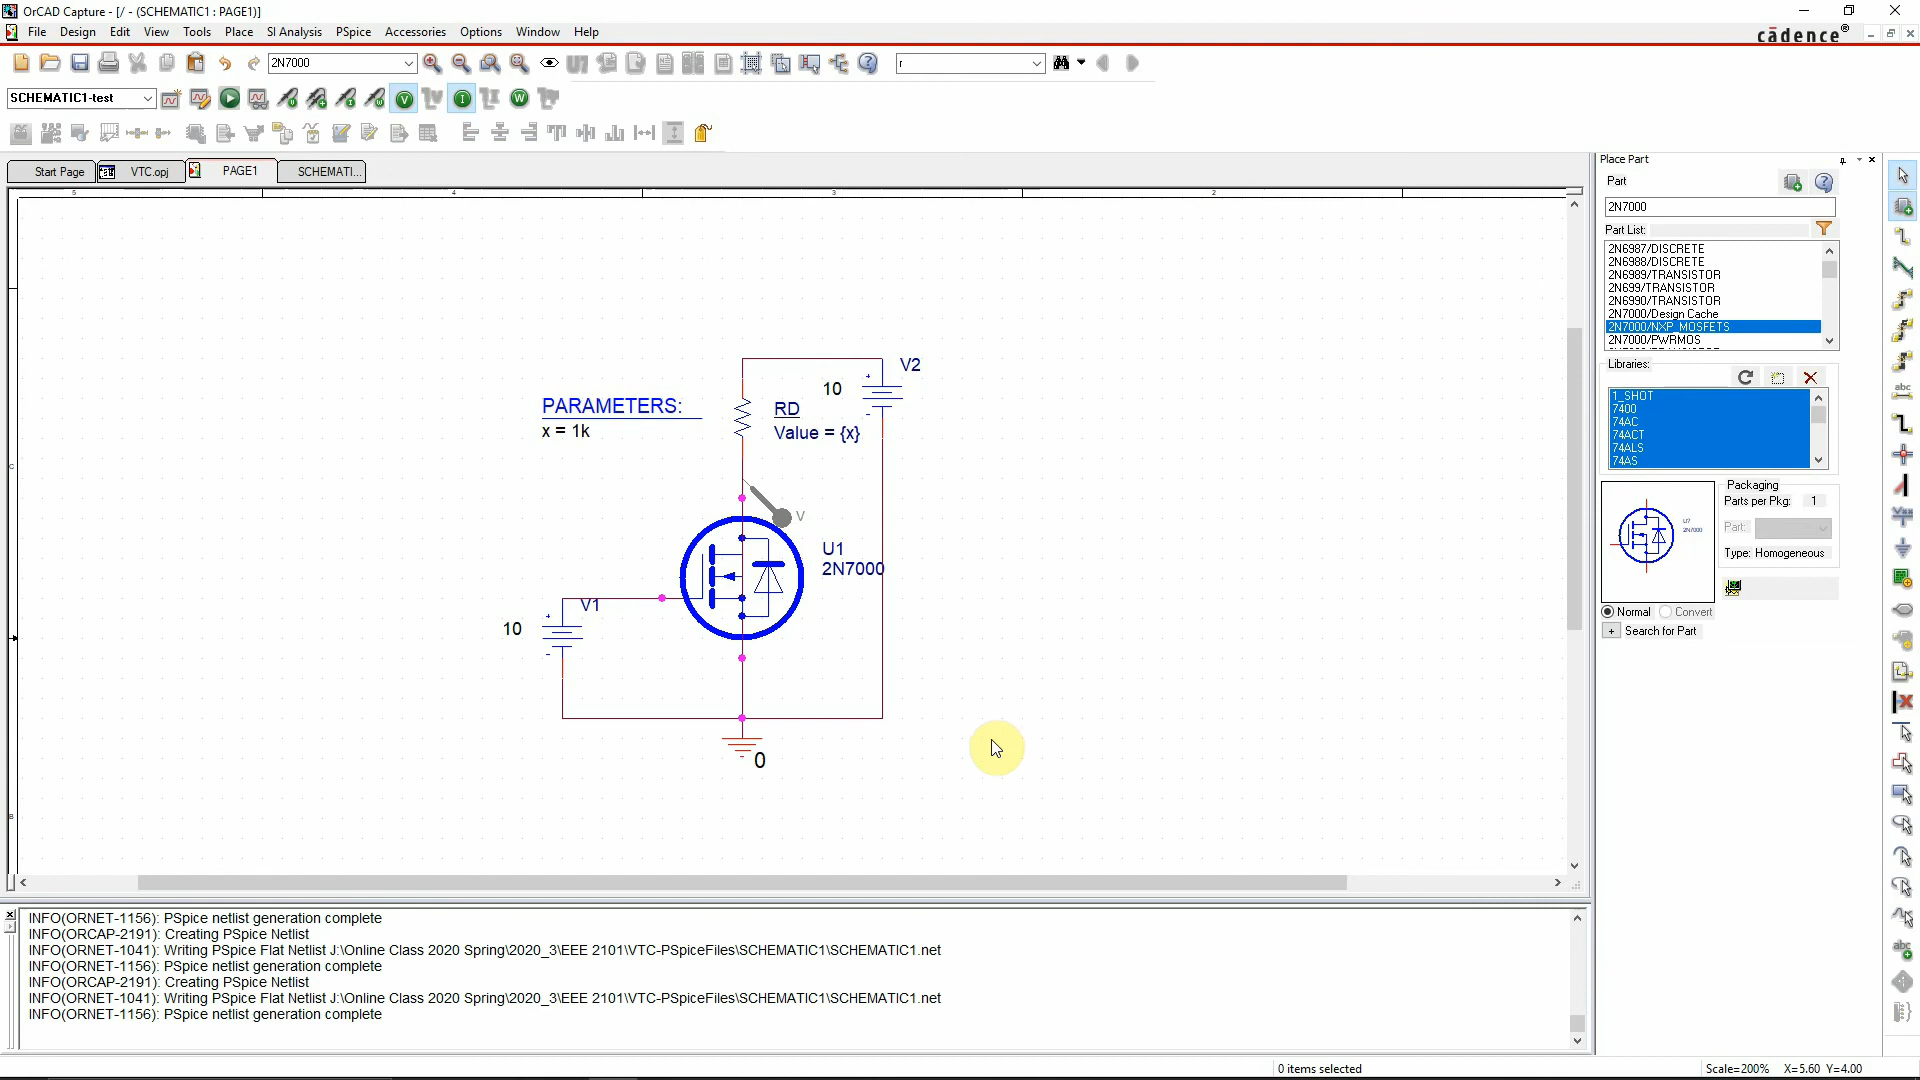 OrCAD Capture - [/ - (SCHEMATIC1 : PAGE1)]
File Design Edit View Tools Place SI Analysis PSpice Accessories Options Window Help
cādence®
2N7000
r
SCHEMATIC1-test
Start Page
VTC.opj
PAGE1
SCHEMATI...
5 4 3 2
C
B
PARAMETERS:
x = 1k
RD
Value = {x}
10
V2
V
U1
2N7000
V1
10
0
Place Part
Part
2N7000
Part List:
2N6987/DISCRETE
2N6988/DISCRETE
2N6989/TRANSISTOR
2N699/TRANSISTOR
2N6990/TRANSISTOR
2N7000/Design Cache
2N7000/NXP_MOSFETS
2N7000/PWRMOS
Libraries:
1_SHOT
7400
74AC
74ACT
74ALS
74AS
Packaging
Parts per Pkg: 1
Part:
Type: Homogeneous
U?
2N7000
Normal Convert
+ Search for Part
INFO(ORNET-1156): PSpice netlist generation complete
INFO(ORCAP-2191): Creating PSpice Netlist
INFO(ORNET-1041): Writing PSpice Flat Netlist J:\Online Class 2020 Spring\2020_3\EEE 2101\VTC-PSpiceFiles\SCHEMATIC1\SCHEMATIC1.net
INFO(ORNET-1156): PSpice netlist generation complete
INFO(ORCAP-2191): Creating PSpice Netlist
INFO(ORNET-1041): Writing PSpice Flat Netlist J:\Online Class 2020 Spring\2020_3\EEE 2101\VTC-PSpiceFiles\SCHEMATIC1\SCHEMATIC1.net
INFO(ORNET-1156): PSpice netlist generation complete
0 items selected
Scale=200% X=5.60 Y=4.00